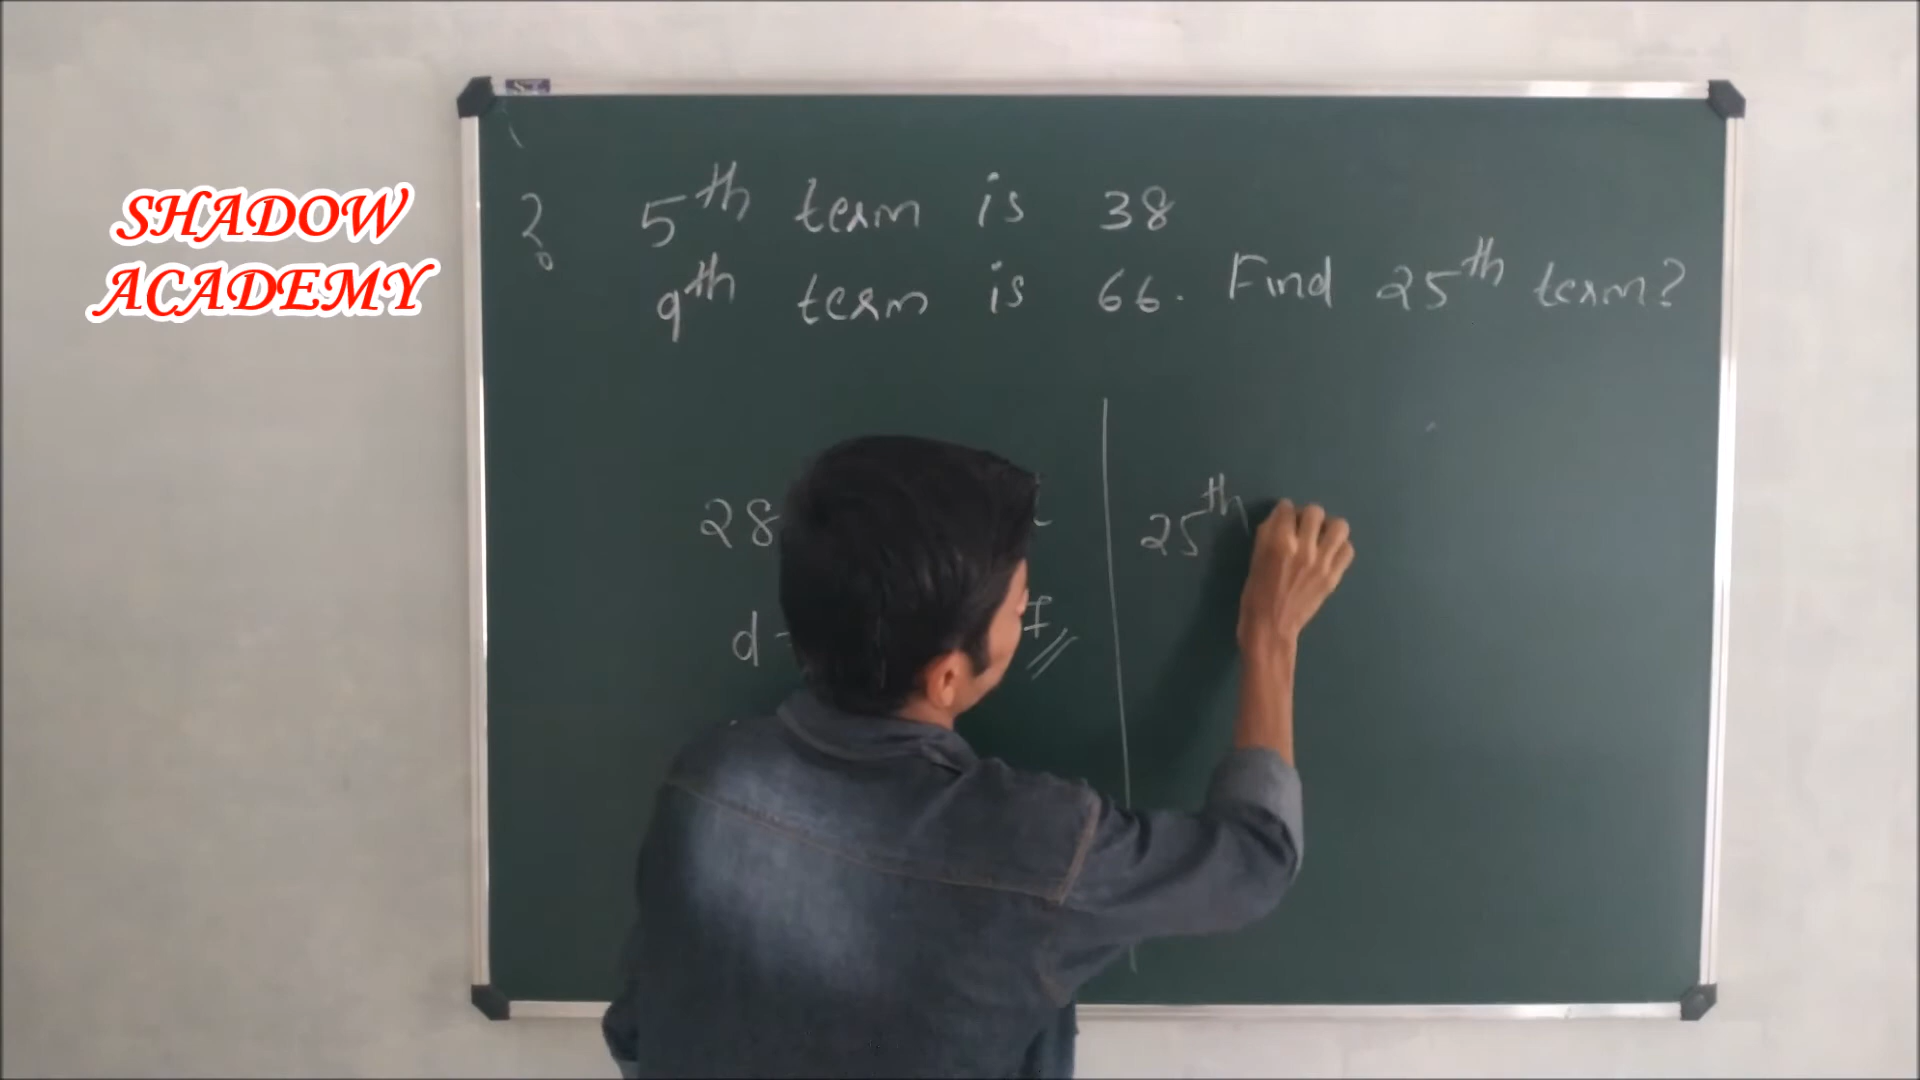 SHADOW
ACADEMY
? 5th term is 38
9th term is 66. Find 25th term?
28
d
25th